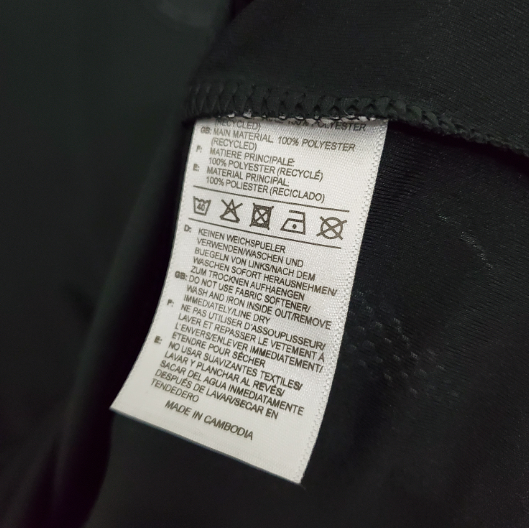 RECYCLED)
100% POLYESTER
GB: MAIN MATERIAL: 100% POLYESTER
(RECYCLED)
F: MATIERE PRINCIPALE:
100% POLYESTER (RECYCLÉ)
E: MATERIAL PRINCIPAL:
100% POLIESTER (RECICLADO)
D: KEINEN WEICHSPUELER
VERWENDEN/WASCHEN UND
BUEGELN VON LINKS/NACH DEM
WASCHEN SOFORT HERAUSNEHMEN/
ZUM TROCKNEN AUFHAENGEN
GB: DO NOT USE FABRIC SOFTENER/
WASH AND IRON INSIDE OUT/REMOVE
IMMEDIATELY/LINE DRY
F: NE PAS UTILISER D'ASSOUPLISSEUR/
LAVER ET REPASSER LE VETEMENT A
L'ENVERS/ENLEVER IMMEDIATEMENT/
ETENDRE POUR SÉCHER
E: NO USAR SUAVIZANTES TEXTILES/
LAVAR Y PLANCHAR AL REVÉS/
SACAR DEL AGUA INMEDIATAMENTE
DESPUÉS DE LAVAR/SECAR EN
TENDEDERO
MADE IN CAMBODIA